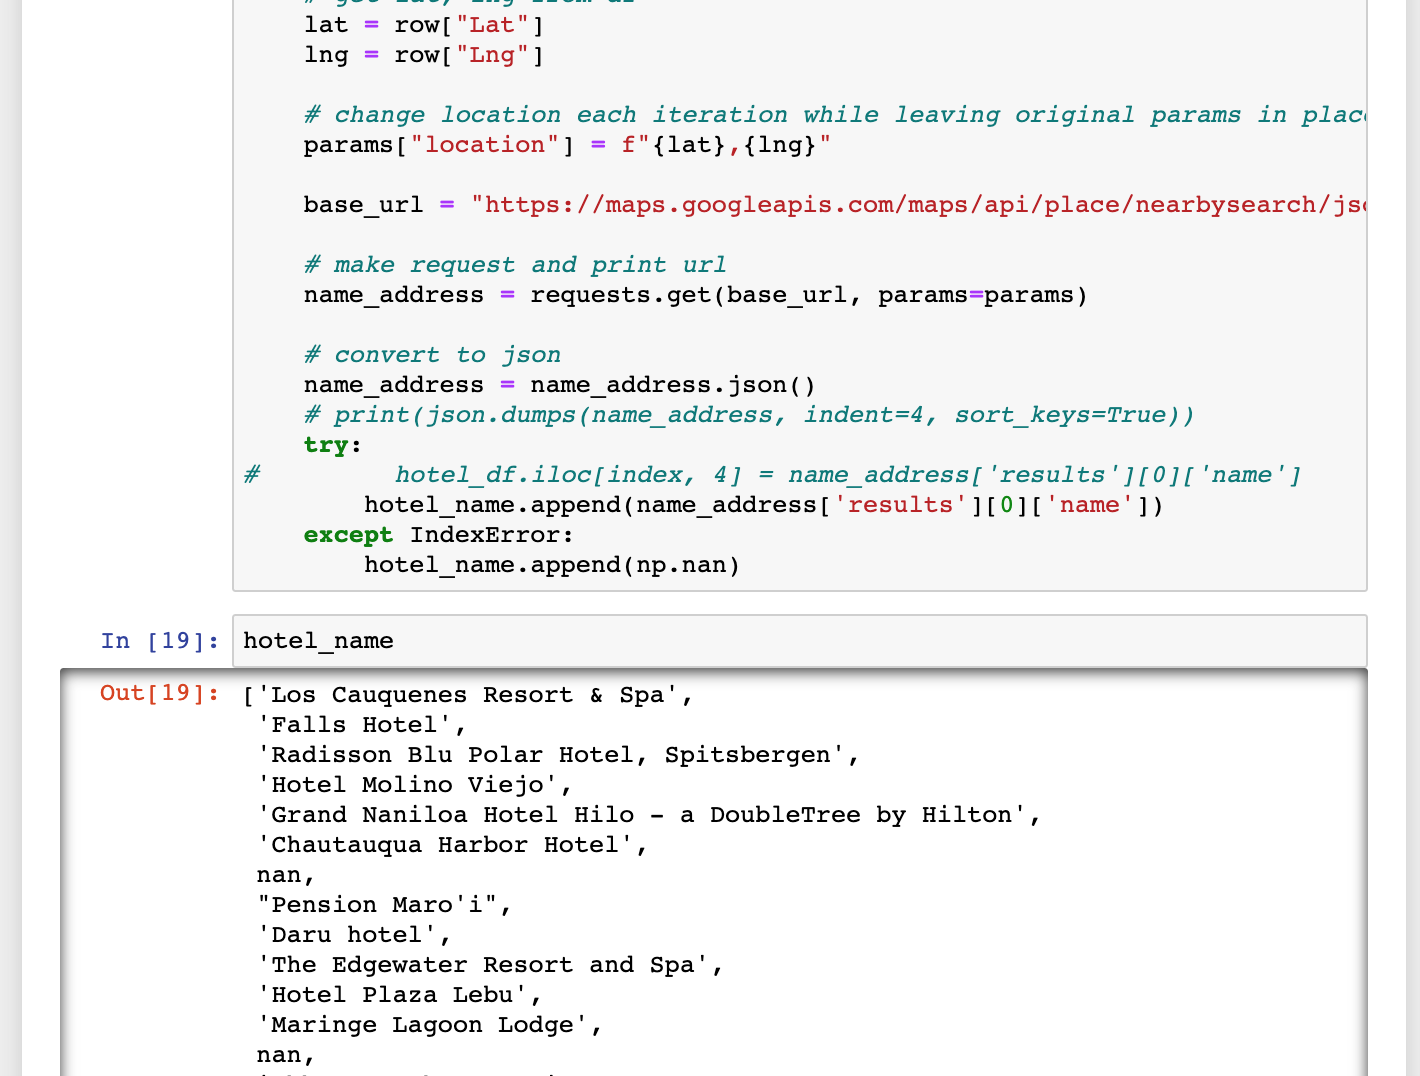 lat = row["Lat"]
lng = row["Lng"]
# change location each iteration while leaving original params in
params["location"] = f"{lat},{lng}"
base_url = "https://maps.googleapis.com/maps/api/place/nearbysearch/
# make request and print url
name_address = requests.get(base_url, params=params)
# convert to json
name_address = name_address.json()
# print(json.dumps(name_address, indent=4, sort_keys=True))
try:
#         hotel_df.iloc[index, 4] = name_address['results'][0]['name']
hotel_name.append(name_address['results'][0]['name'])
except IndexError:
hotel_name.append(np.nan)
In [19]: hotel_name
Out[19]: ['Los Cauquenes Resort & Spa',
'Falls Hotel',
'Radisson Blu Polar Hotel, Spitsbergen',
'Hotel Molino Viejo',
'Grand Naniloa Hotel Hilo - a DoubleTree by Hilton',
'Chautauqua Harbor Hotel',
nan,
"Pension Maro'i",
'Daru hotel',
'The Edgewater Resort and Spa',
'Hotel Plaza Lebu',
'Maringe Lagoon Lodge',
nan,